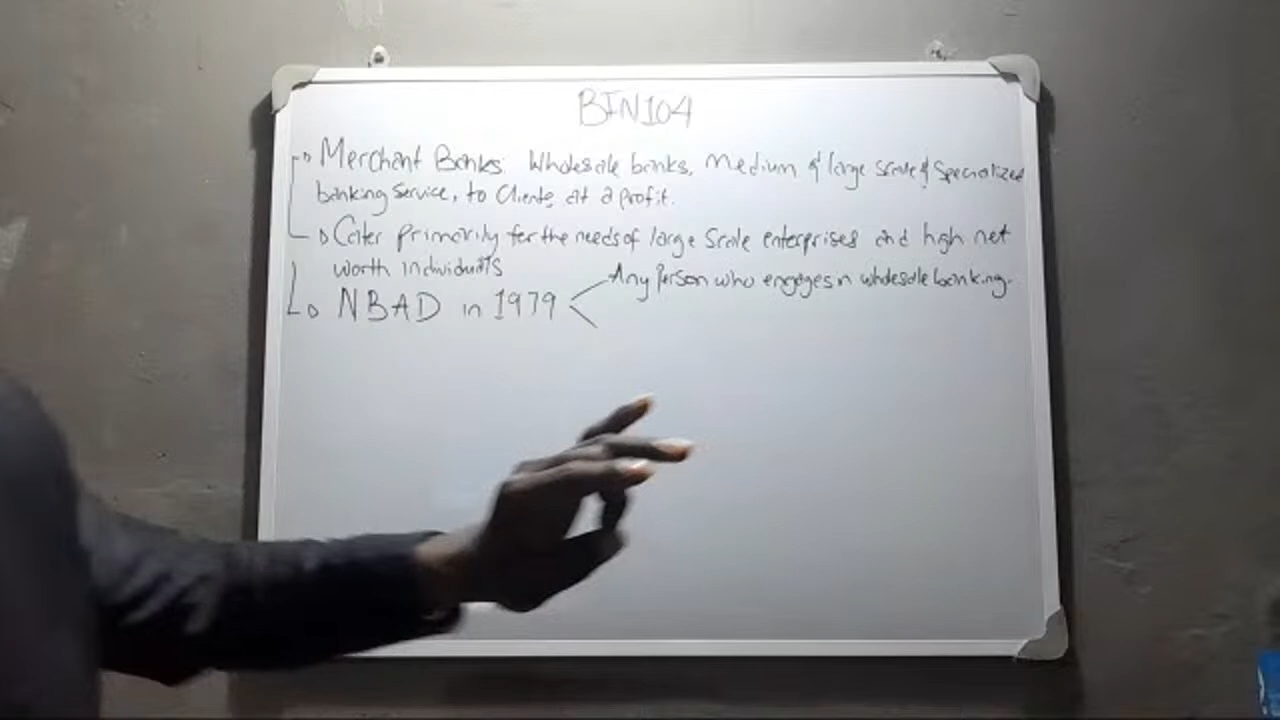 BFN104
Merchant Banks: Wholesale banks, Medium & large scale & Specialized
banking service, to Clients at a profit.
Cater primarily for the needs of large Scale enterprises and high net
worth individuals
Any Person who engages in wholesale banking.
NBAD in 1979